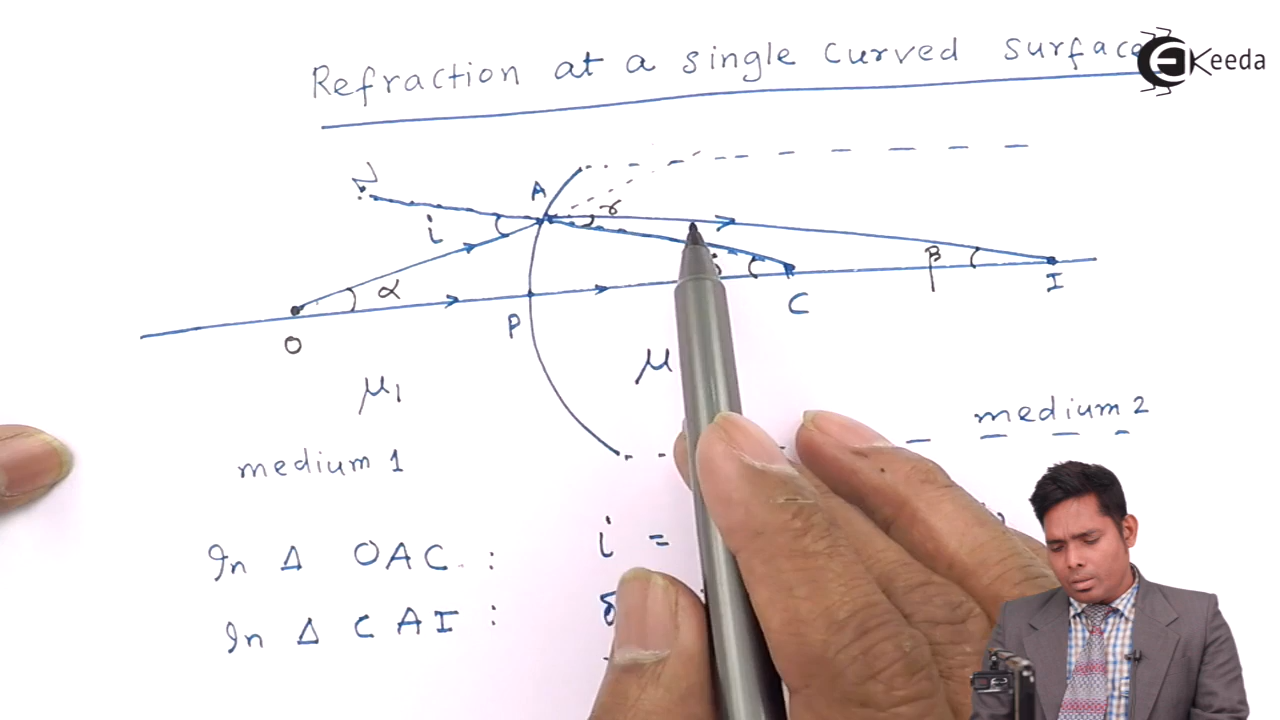 Refraction at a single curved surface
Keeda
N
A
r
i
α
β
O
P
C
I
μ1
μ
medium 2
medium 1
In Δ OAC : i =
In Δ CAI :